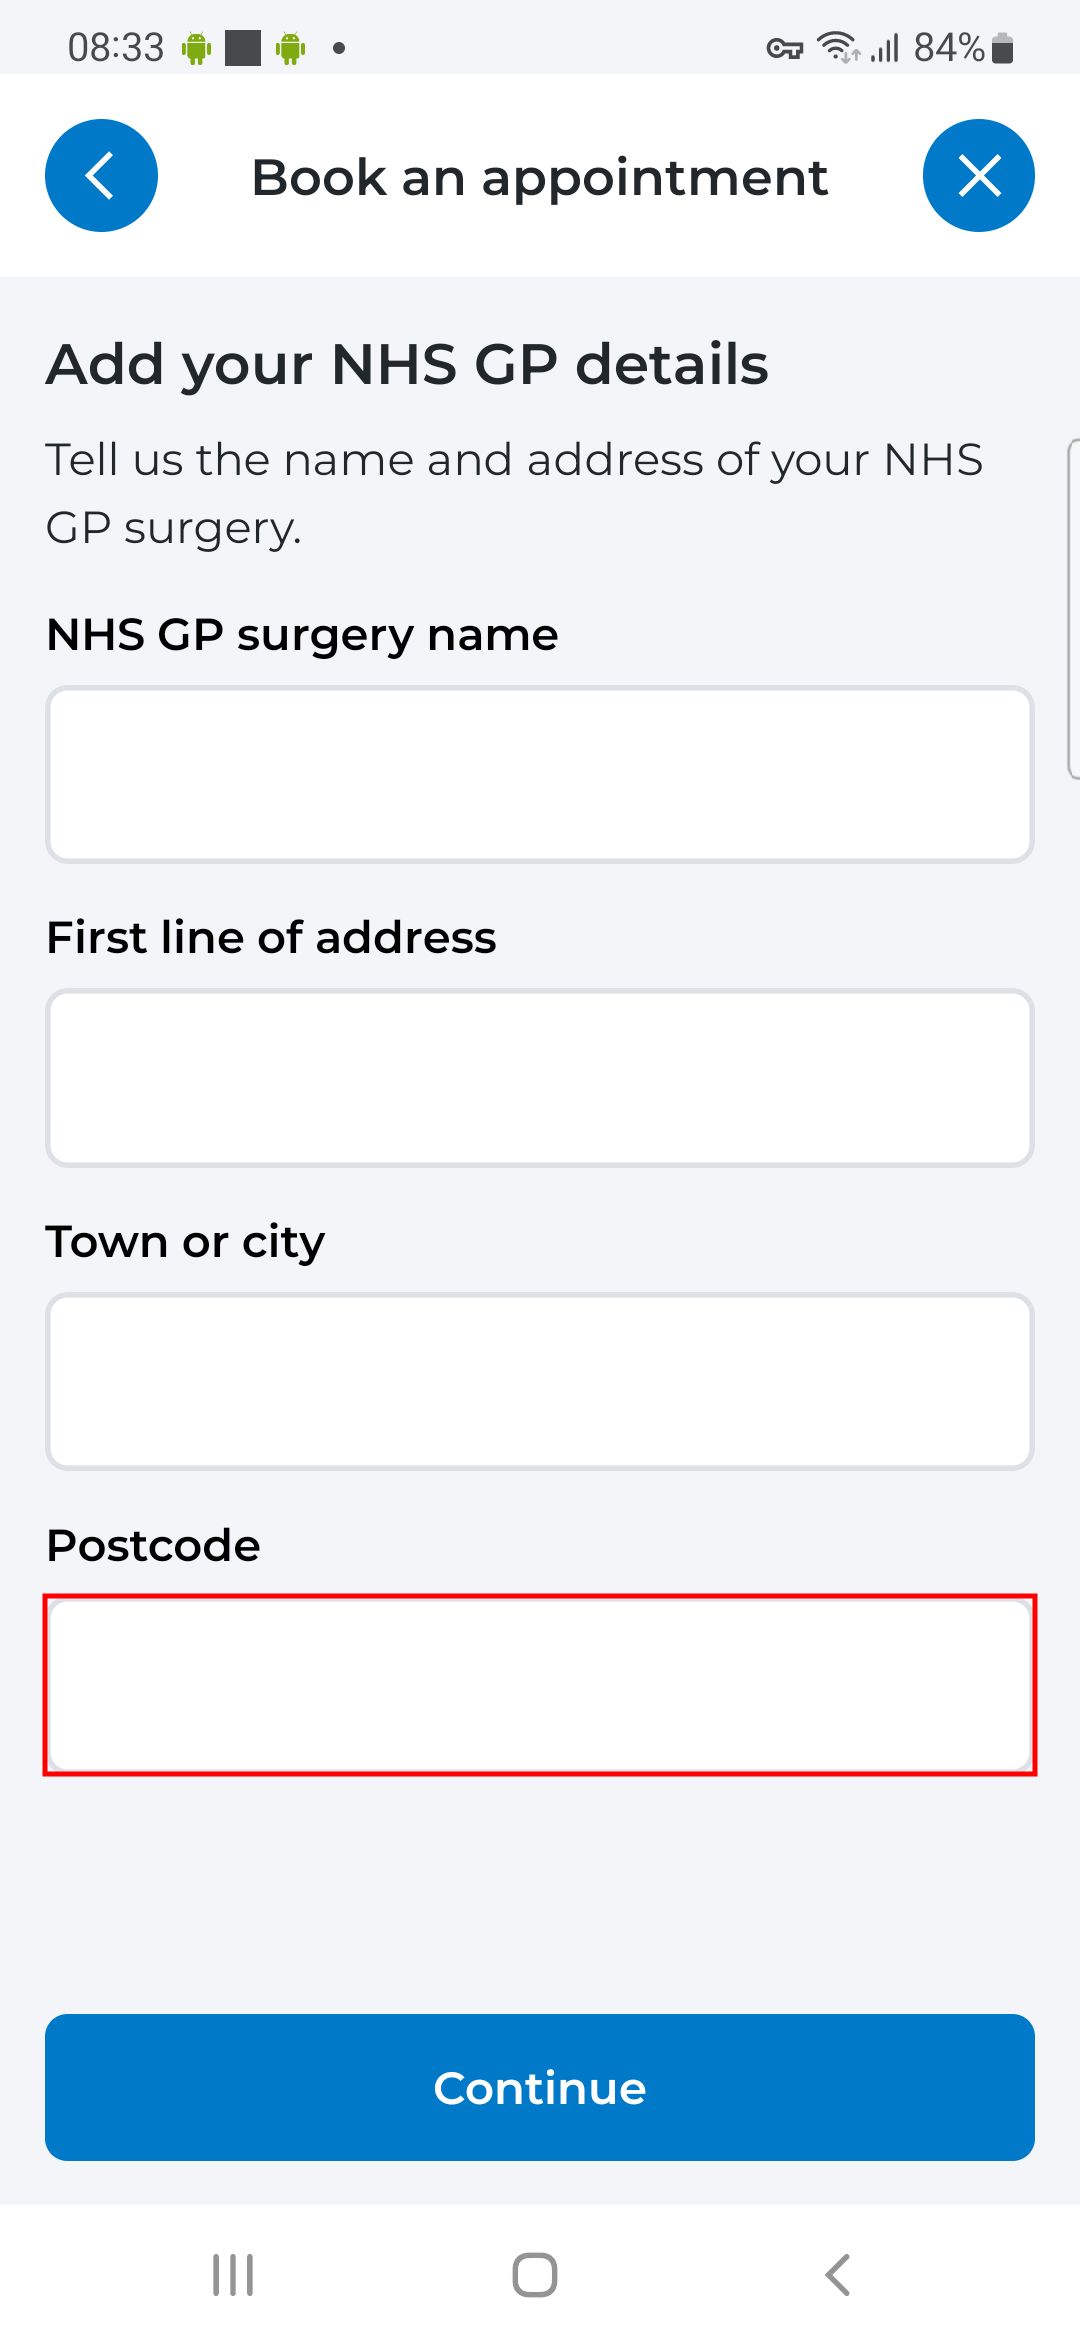 08:33
84%
Book an appointment
Add your NHS GP details
Tell us the name and address of your NHS
GP surgery.
NHS GP surgery name
First line of address
Town or city
Postcode
Continue